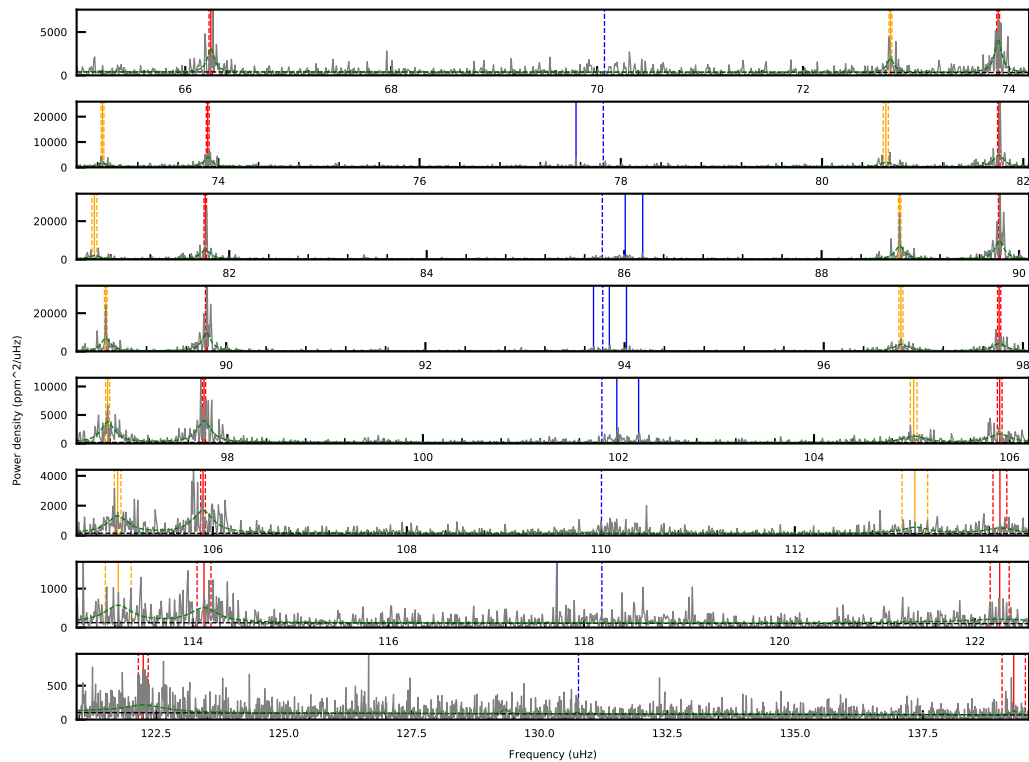 5000
0
66 68 70 72 74
20000
10000
0
74 76 78 80 82
20000
0
82 84 86 88 90
20000
0
90 92 94 96 98
10000
5000
0
98 100 102 104 106
4000
2000
0
106 108 110 112 114
1000
0
114 116 118 120 122
500
0
122.5 125.0 127.5 130.0 132.5 135.0 137.5
Power density (ppm^2/uHz)
Frequency (uHz)